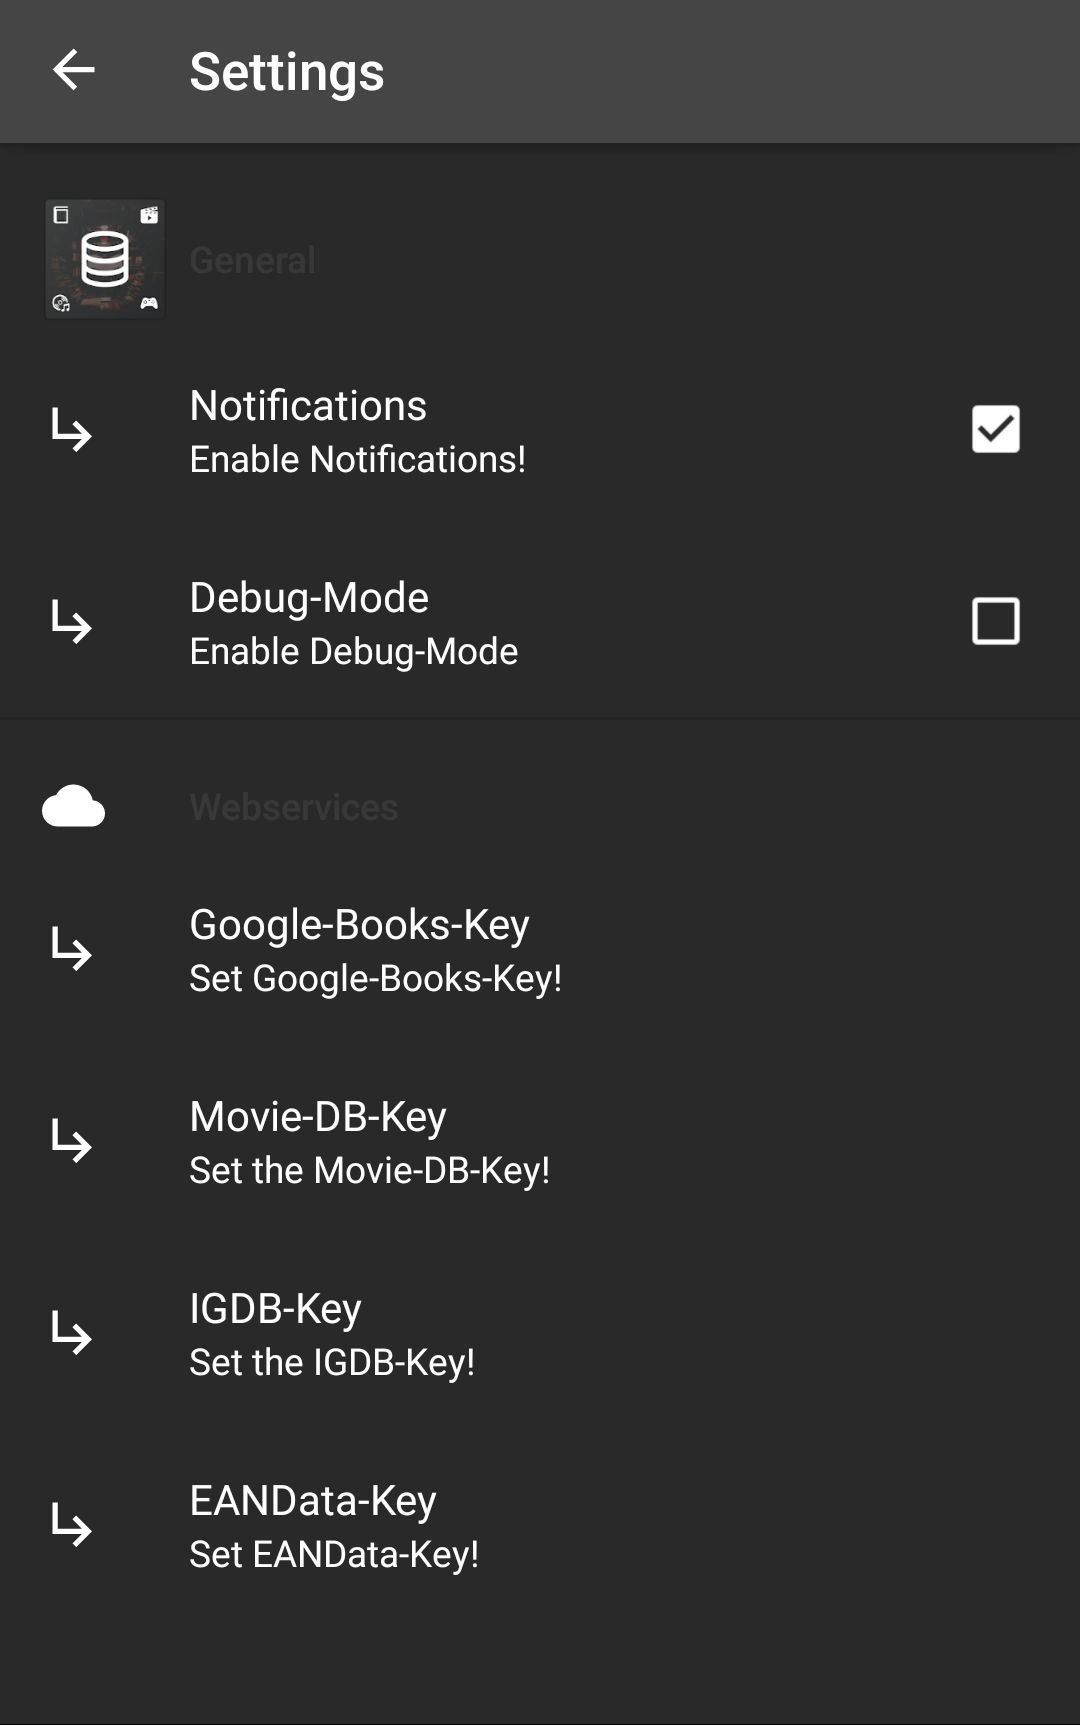 Settings
General
Notifications
Enable Notifications!
Debug-Mode
Enable Debug-Mode
Webservices
Google-Books-Key
Set Google-Books-Key!
Movie-DB-Key
Set the Movie-DB-Key!
IGDB-Key
Set the IGDB-Key!
EANData-Key
Set EANData-Key!